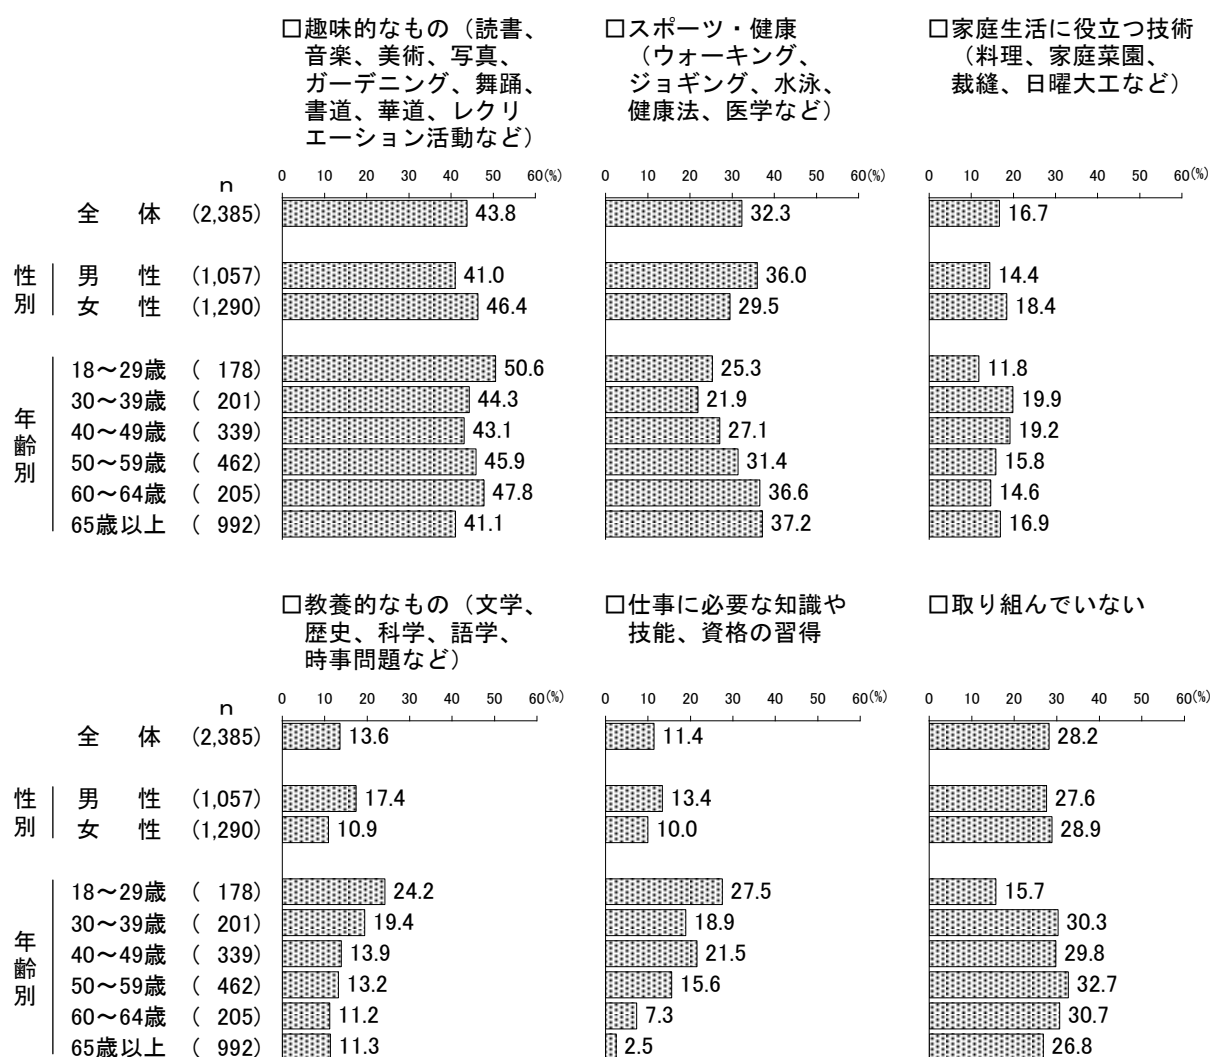 □趣味的なもの（読書、
音楽、美術、写真、
ガーデニング、舞踊、
書道、華道、レクリ
エーション活動など）
□スポーツ・健康
（ウォーキング、
ジョギング、水泳、
健康法、医学など）
□家庭生活に役立つ技術
（料理、家庭菜園、
裁縫、日曜大工など）
n 0 10 20 30 40 50 60(%) 0 10 20 30 40 50 60(%) 0 10 20 30 40 50 60(%)
全 体 (2,385) 43.8 32.3 16.7
性別
男 性 (1,057) 41.0 36.0 14.4
女 性 (1,290) 46.4 29.5 18.4
年齢別
18～29歳 ( 178) 50.6 25.3 11.8
30～39歳 ( 201) 44.3 21.9 19.9
40～49歳 ( 339) 43.1 27.1 19.2
50～59歳 ( 462) 45.9 31.4 15.8
60～64歳 ( 205) 47.8 36.6 14.6
65歳以上 ( 992) 41.1 37.2 16.9
□教養的なもの（文学、
歴史、科学、語学、
時事問題など）
□仕事に必要な知識や
技能、資格の習得
□取り組んでいない
n 0 10 20 30 40 50 60(%) 0 10 20 30 40 50 60(%) 0 10 20 30 40 50 60(%)
全 体 (2,385) 13.6 11.4 28.2
性別
男 性 (1,057) 17.4 13.4 27.6
女 性 (1,290) 10.9 10.0 28.9
年齢別
18～29歳 ( 178) 24.2 27.5 15.7
30～39歳 ( 201) 19.4 18.9 30.3
40～49歳 ( 339) 13.9 21.5 29.8
50～59歳 ( 462) 13.2 15.6 32.7
60～64歳 ( 205) 11.2 7.3 30.7
65歳以上 ( 992) 11.3 2.5 26.8